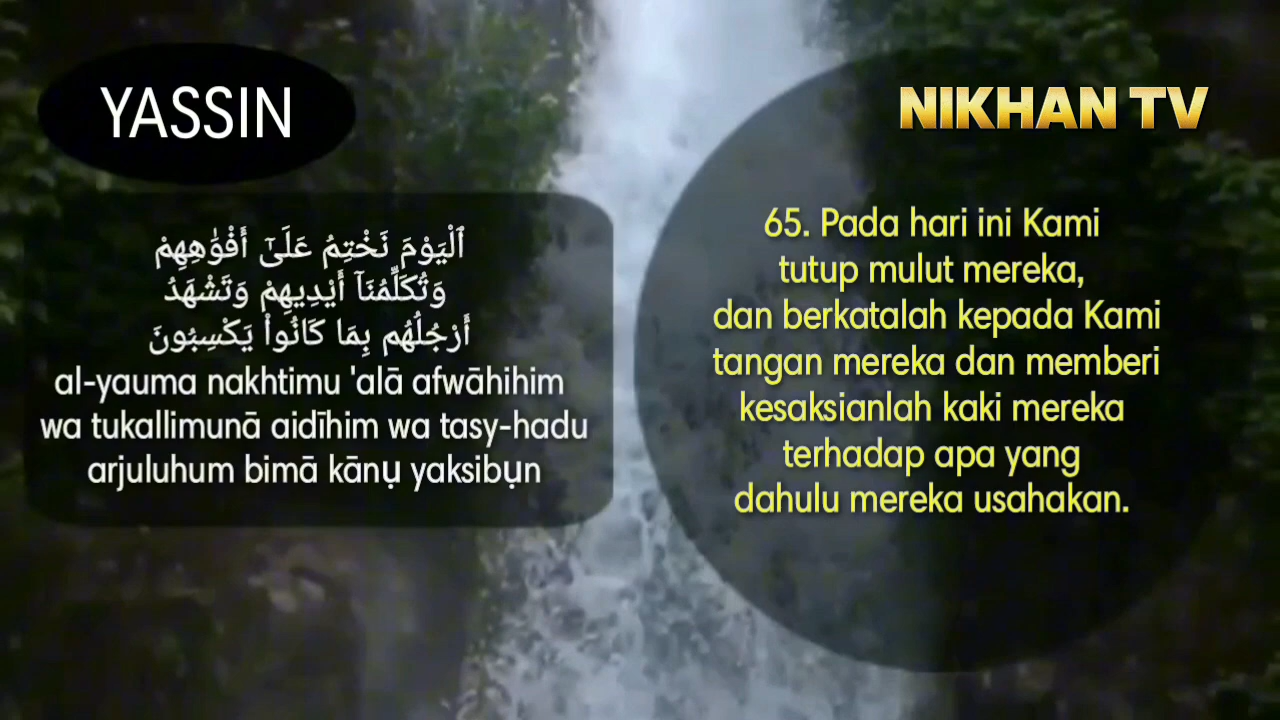 YASSIN
NIKHAN TV
ٱلْيَوْمَ نَخْتِمُ عَلَىٰٓ أَفْوَٰهِهِمْ
وَتُكَلِّمُنَآ أَيْدِيهِمْ وَتَشْهَدُ
أَرْجُلُهُم بِمَا كَانُوا۟ يَكْسِبُونَ
al-yauma nakhtimu 'alā afwāhihim
wa tukallimunā aidīhim wa tasy-hadu
arjuluhum bimā kānụ yaksibụn
65. Pada hari ini Kami
tutup mulut mereka,
dan berkatalah kepada Kami
tangan mereka dan memberi
kesaksianlah kaki mereka
terhadap apa yang
dahulu mereka usahakan.